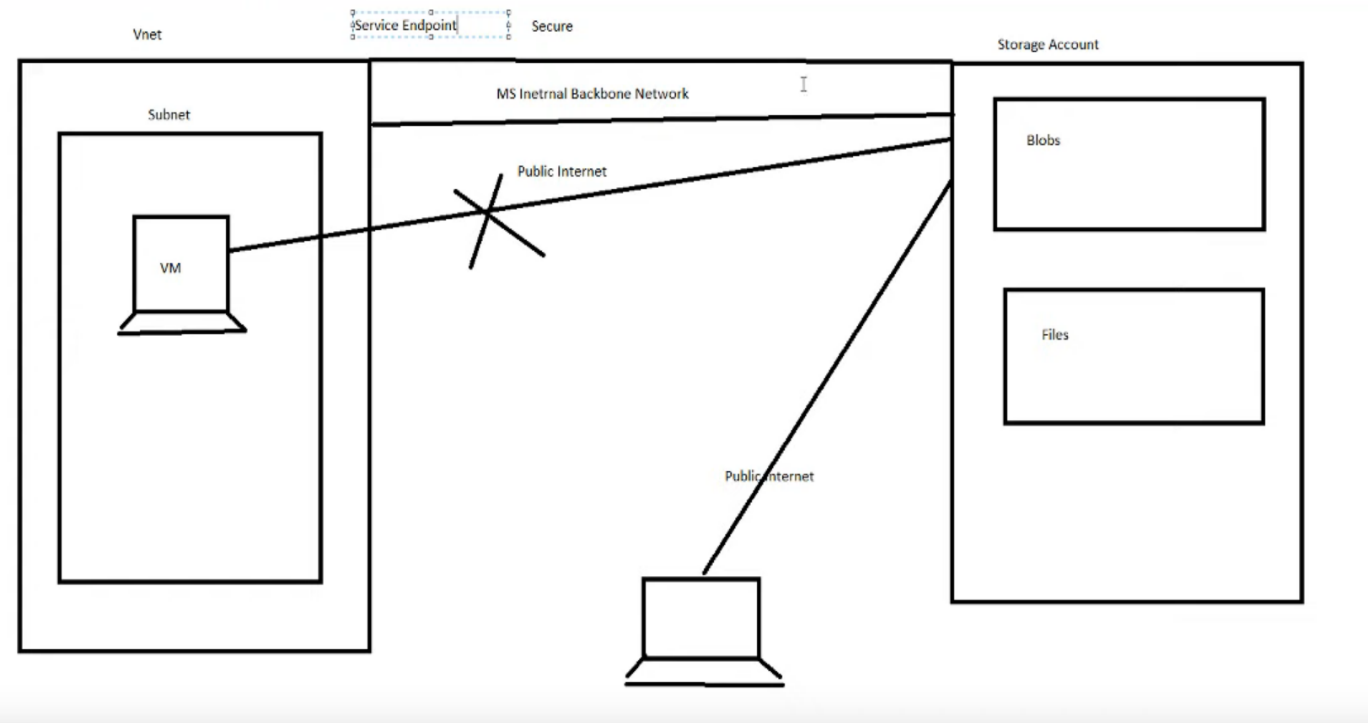 Service Endpoint
Secure
Vnet
Storage Account
MS Inetrnal Backbone Network
Subnet
Blobs
Public Internet
VM
Files
Public Internet